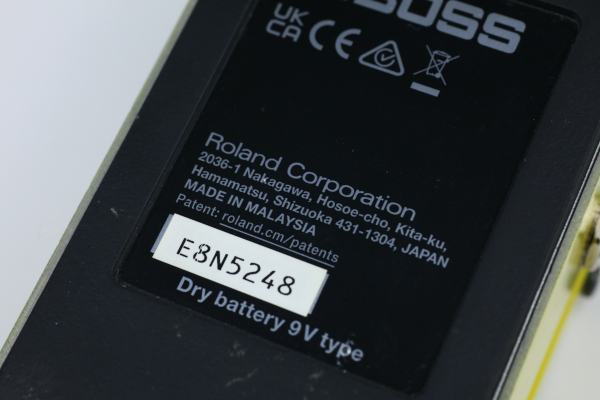 BOSS
UK
CA CE
Roland Corporation
2036-1 Nakagawa, Hosoe-cho, Kita-ku,
Hamamatsu, Shizuoka 431-1304, JAPAN
MADE IN MALAYSIA
Patent: roland.cm/patents
E8N5248
Dry battery 9V type